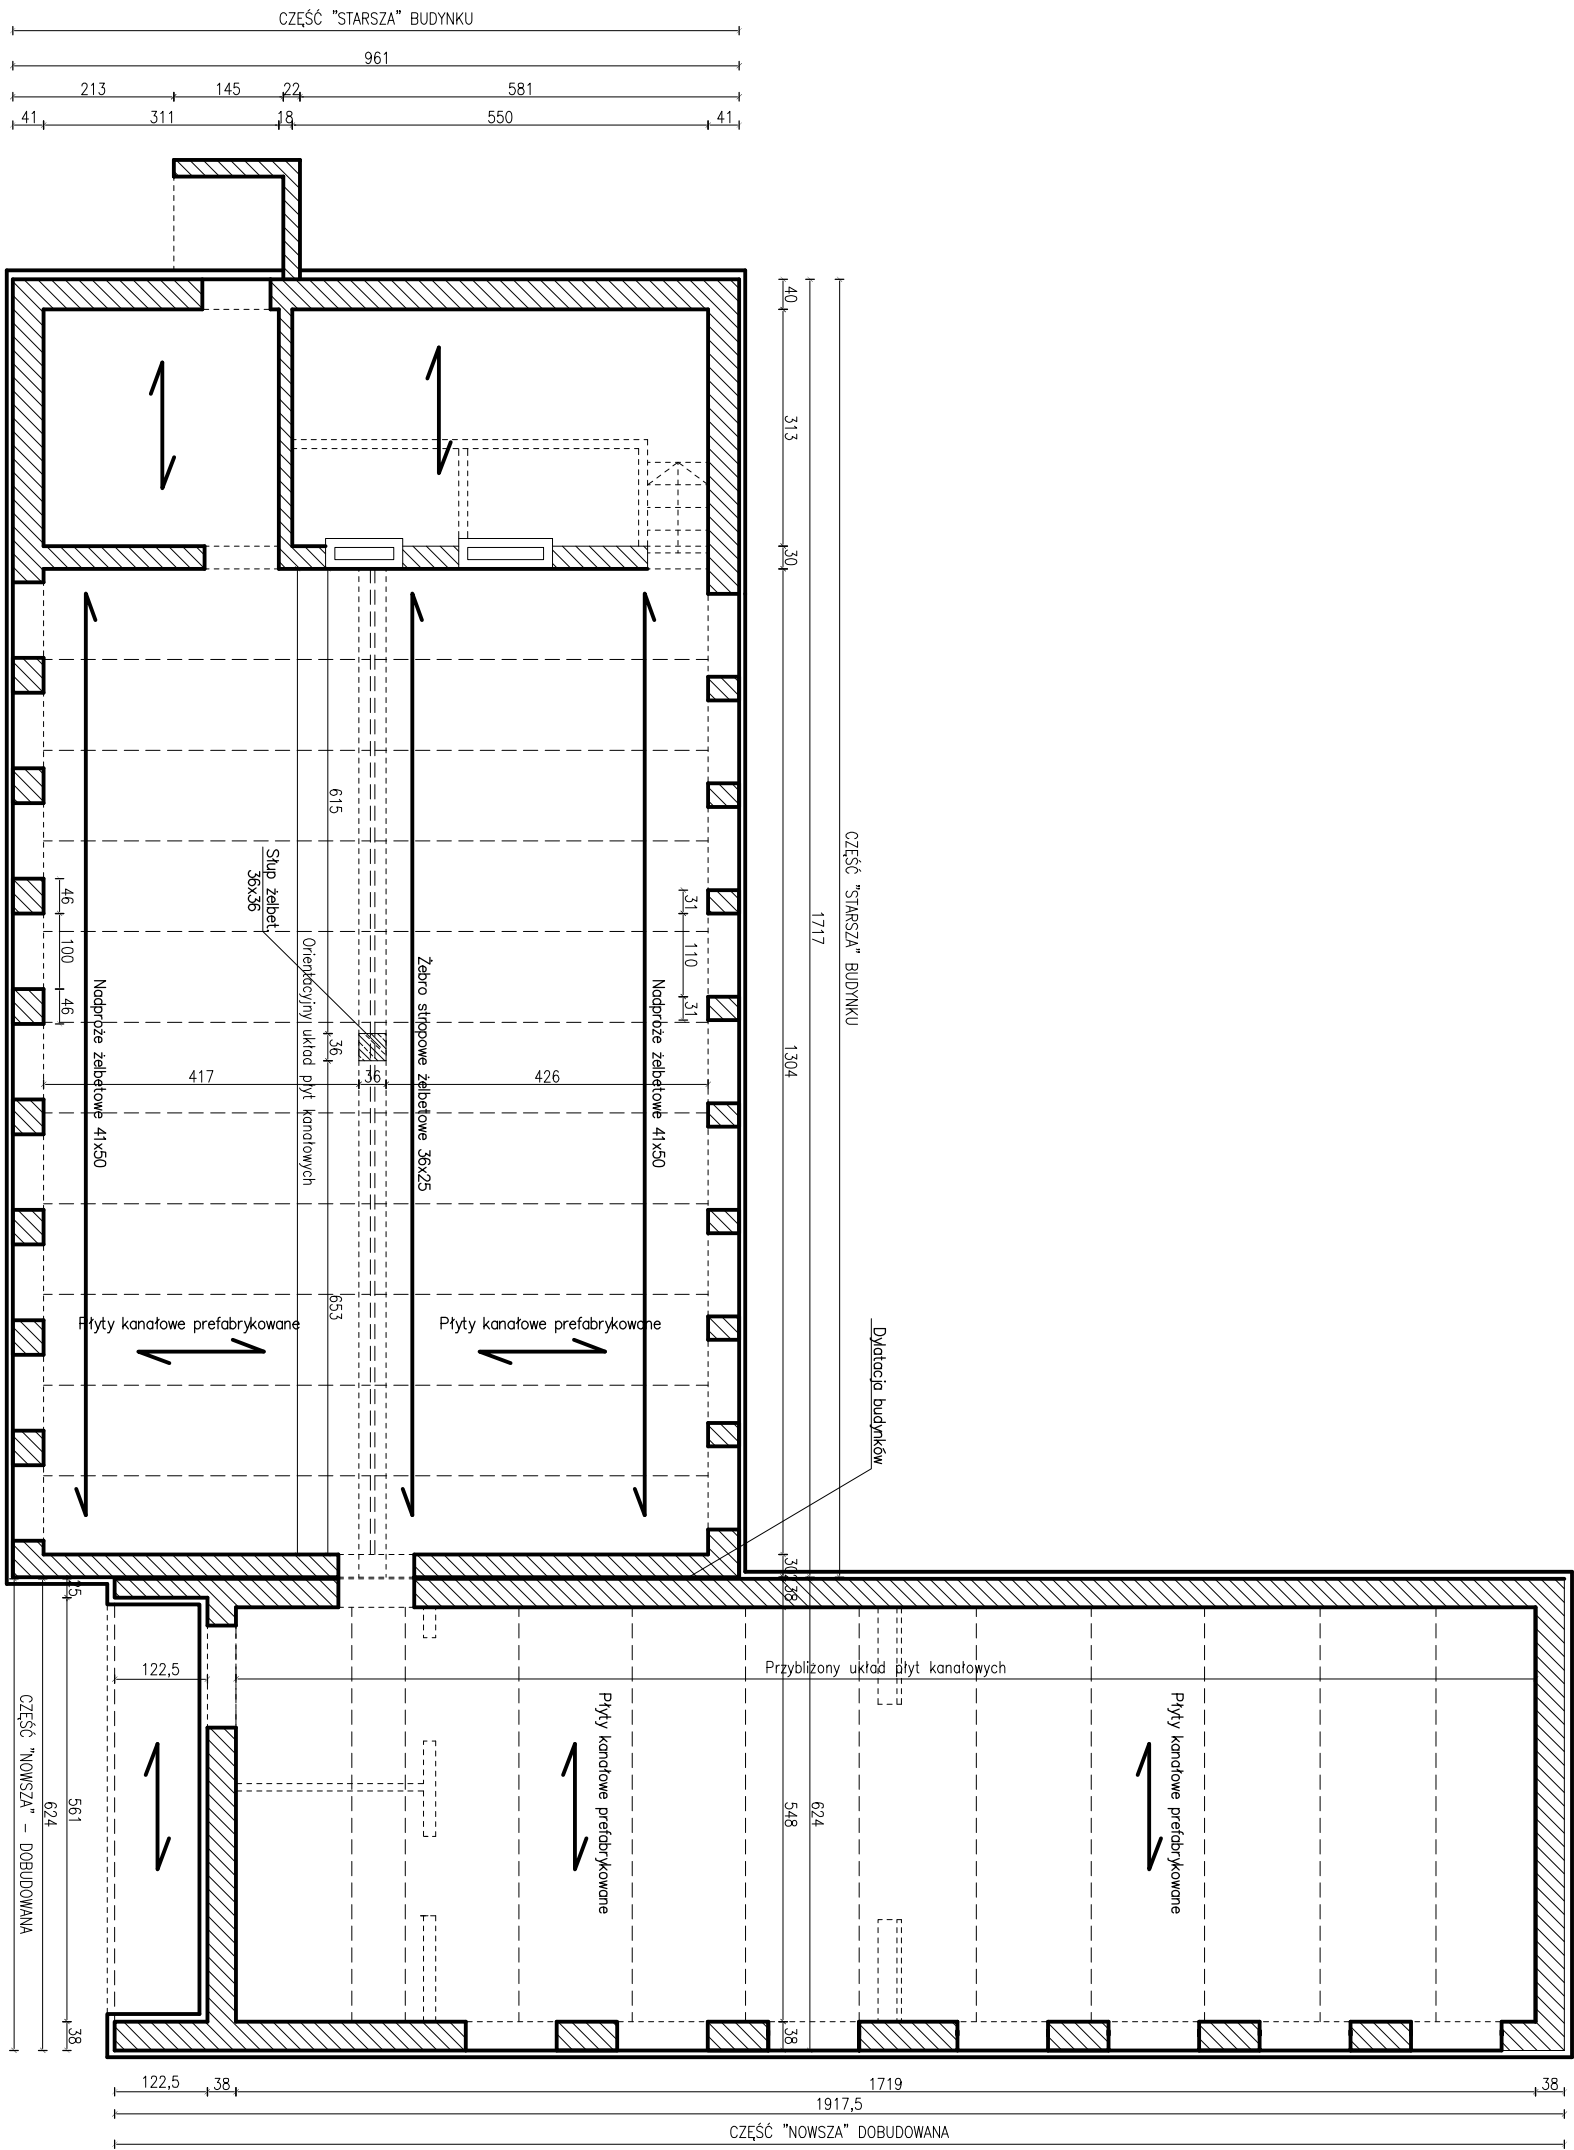 CZĘŚĆ "STARSZA" BUDYNKU
961
213 145 22 581
41 311 18 550 41
40
313
30
1304
1717
CZĘŚĆ "STARSZA" BUDYNKU
615
Słup żelbet.
36x36
46
100
46
31
110
31
Orientacyjny układ płyt kanałowych
Nadproże żelbetowe 41x50
Żebro stropowe żelbetowe 36x25
Nadproże żelbetowe 41x50
36
417 36 426
653
Płyty kanałowe prefabrykowane
Płyty kanałowe prefabrykowane
Dylatacja budynków
30
38
25
122,5
Przybliżony układ płyt kanałowych
Płyty kanałowe prefabrykowane
Płyty kanałowe prefabrykowane
548
624
38
561
38
624
CZĘŚĆ "NOWSZA" – DOBUDOWANA
122,5 38 1719 38
1917,5
CZĘŚĆ "NOWSZA" DOBUDOWANA